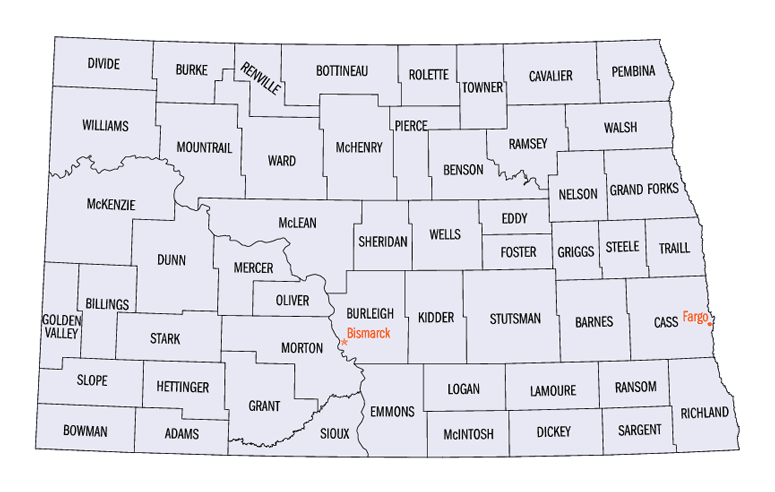 DIVIDE
BURKE
RENVILLE
BOTTINEAU
ROLETTE
TOWNER
CAVALIER
PEMBINA
WILLIAMS
MOUNTRAIL
WARD
McHENRY
PIERCE
BENSON
RAMSEY
WALSH
McKENZIE
McLEAN
SHERIDAN
WELLS
EDDY
FOSTER
NELSON
GRAND FORKS
GRIGGS
STEELE
TRAILL
DUNN
MERCER
OLIVER
GOLDEN
VALLEY
BILLINGS
STARK
MORTON
BURLEIGH
Bismarck
KIDDER
STUTSMAN
BARNES
CASS
Fargo
SLOPE
HETTINGER
GRANT
EMMONS
LOGAN
LAMOURE
RANSOM
RICHLAND
BOWMAN
ADAMS
SIOUX
McINTOSH
DICKEY
SARGENT